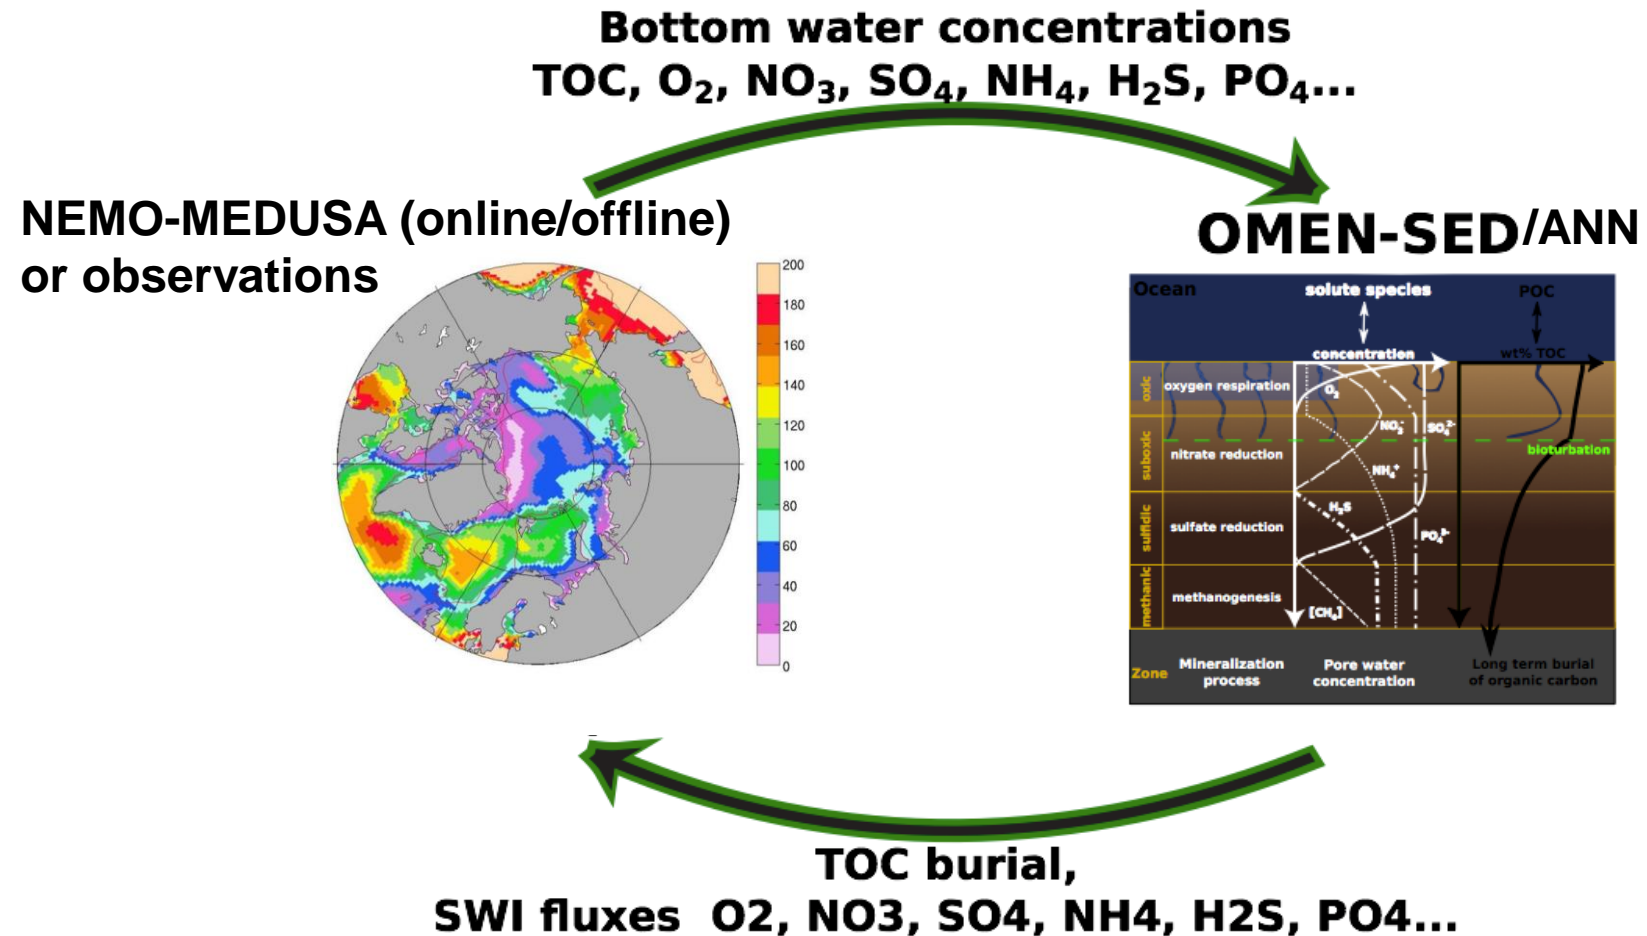 Bottom water concentrations
TOC, O₂, NO₃, SO₄, NH₄, H₂S, PO₄...
NEMO-MEDUSA (online/offline)
or observations
OMEN-SED/ANN
200
180
160
140
120
100
80
60
40
20
0
Ocean
solute species
POC
concentration
wt% TOC
oxic
oxygen respiration
O₂
NO₃⁻
SO₄²⁻
suboxic
nitrate reduction
bioturbation
NH₄⁺
H₂S
sulfidic
sulfate reduction
PO₄³⁻
methanic
methanogenesis
[CH₄]
Zone
Mineralization
process
Pore water
concentration
Long term burial
of organic carbon
TOC burial,
SWI fluxes O2, NO3, SO4, NH4, H2S, PO4...